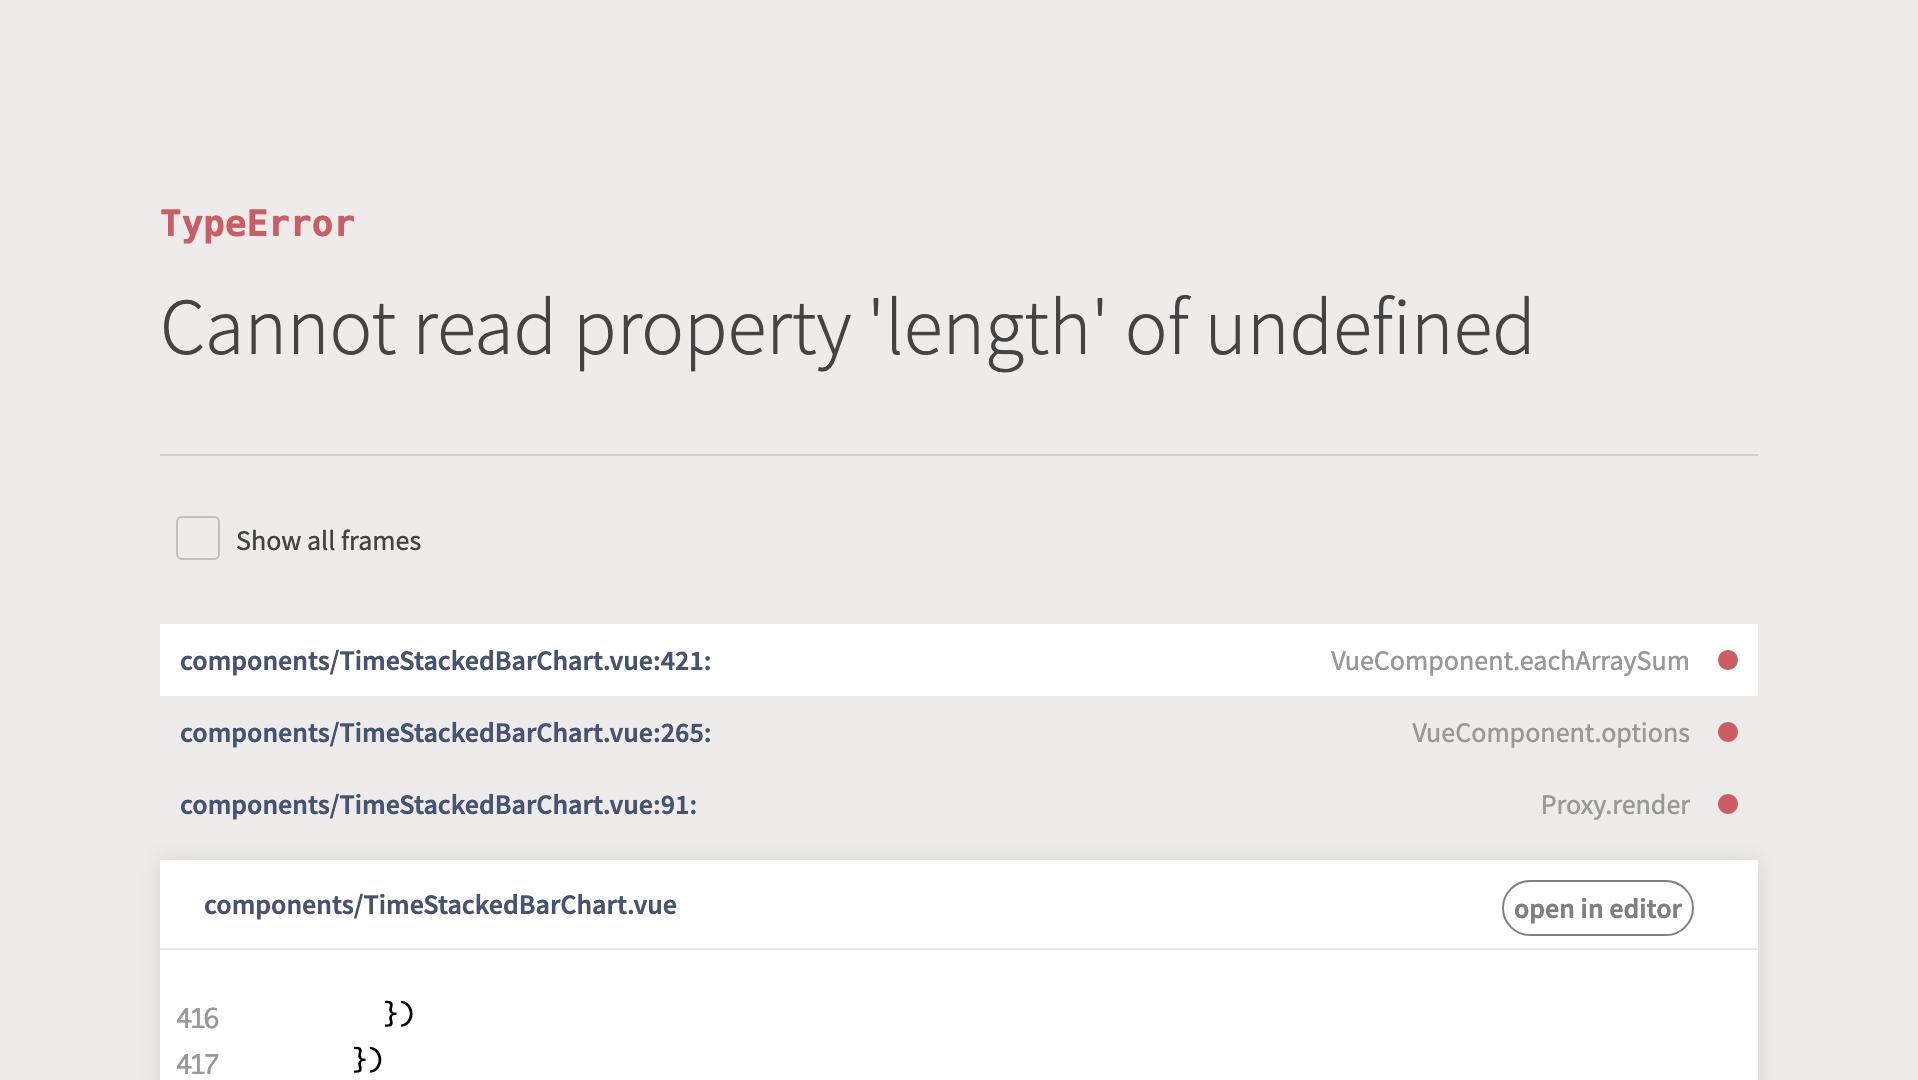 TypeError
Cannot read property 'length' of undefined
Show all frames
components/TimeStackedBarChart.vue:421: VueComponent.eachArraySum
components/TimeStackedBarChart.vue:265: VueComponent.options
components/TimeStackedBarChart.vue:91: Proxy.render
components/TimeStackedBarChart.vue open in editor
416 })
417 })